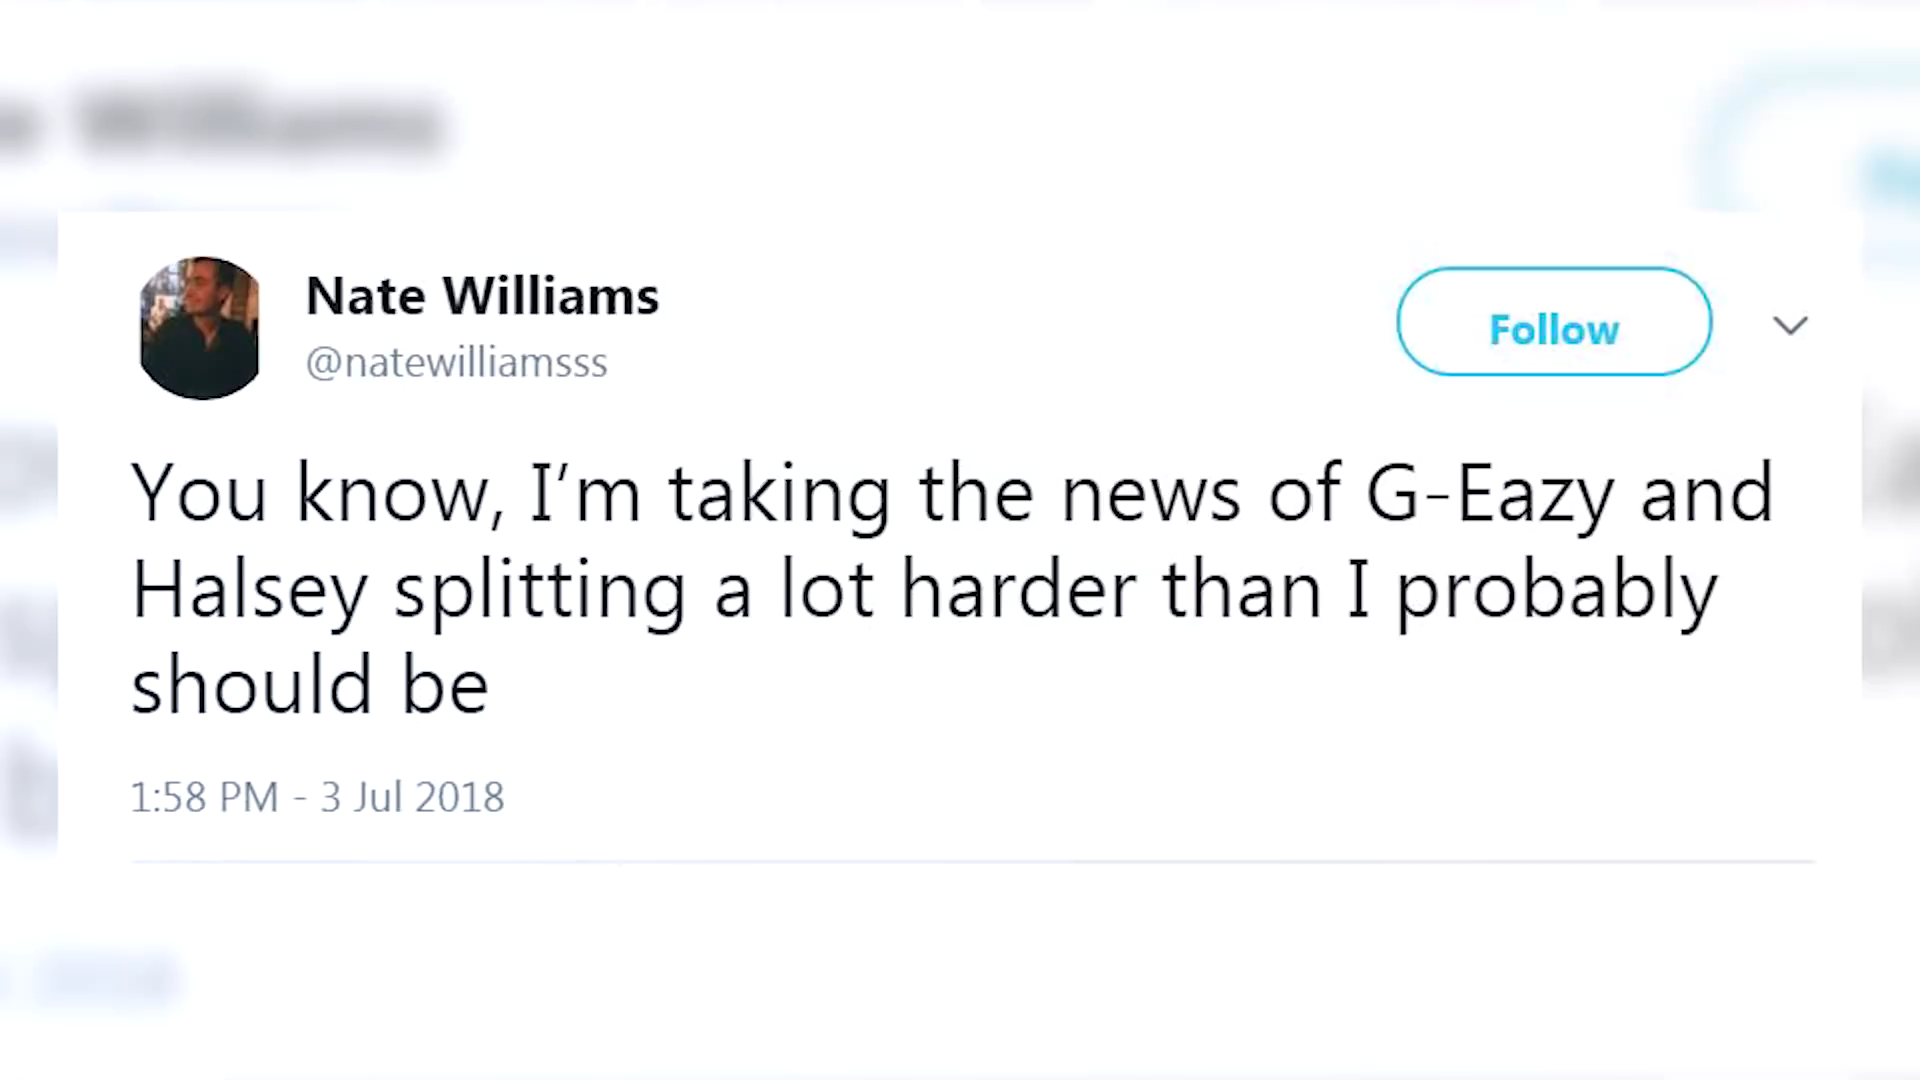 Nate Williams
@natewilliamsss
Follow
You know, I’m taking the news of G-Eazy and
Halsey splitting a lot harder than I probably
should be
1:58 PM - 3 Jul 2018